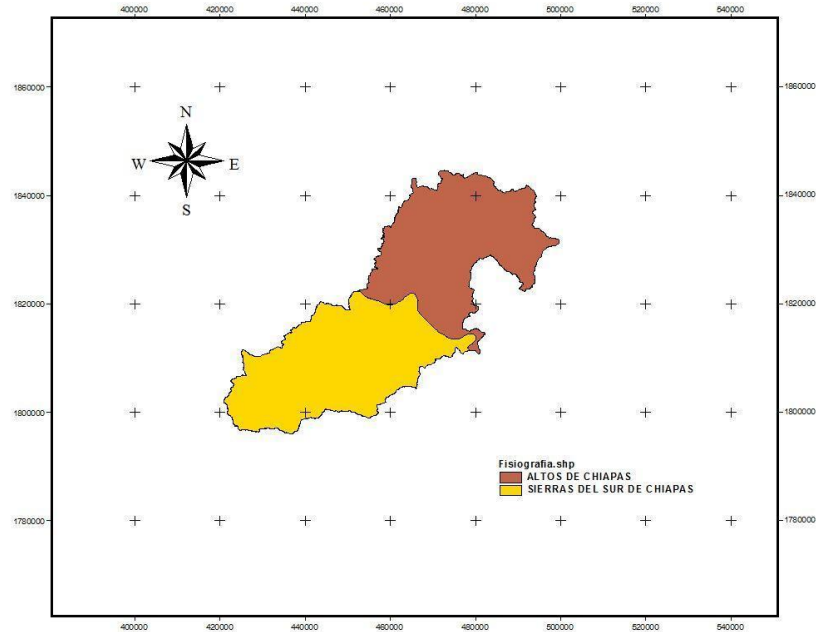 400000 420000 440000 460000 480000 500000 520000 540000
1860000 1860000
N
W E
S
1840000 1840000
1820000 1820000
1800000 1800000
Fisiografia.shp
ALTOS DE CHIAPAS
SIERRAS DEL SUR DE CHIAPAS
1780000 1780000
400000 420000 440000 460000 480000 500000 520000 540000